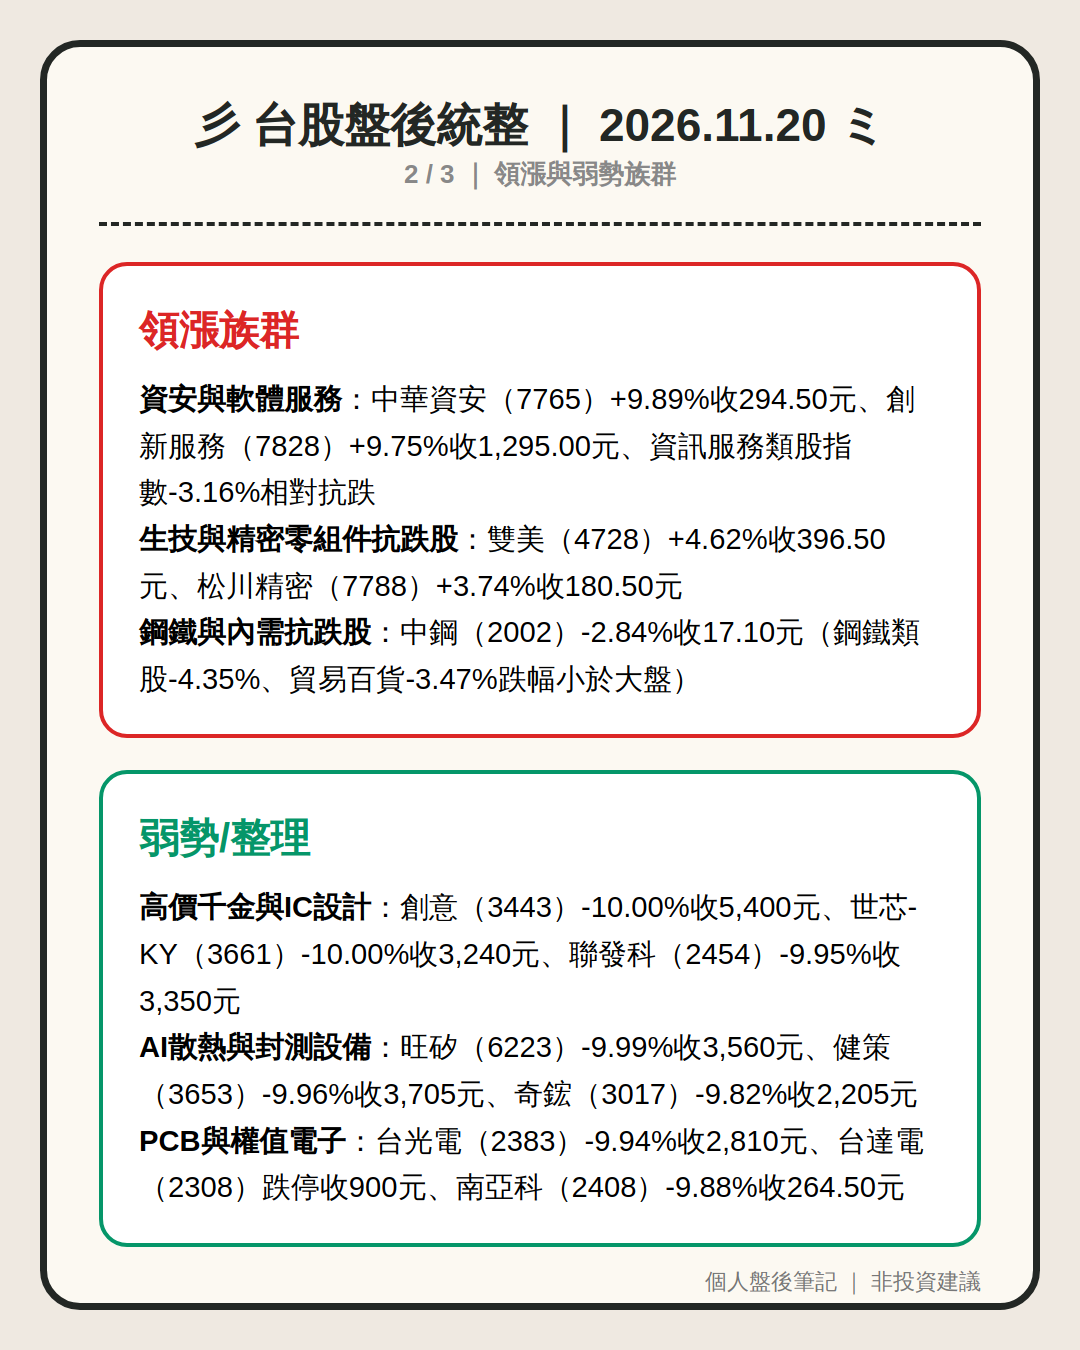 彡 台股盤後統整 ｜ 2026.11.20 ミ
2 / 3 ｜ 領漲與弱勢族群
領漲族群
資安與軟體服務：中華資安（7765）+9.89%收294.50元、創
新服務（7828）+9.75%收1,295.00元、資訊服務類股指
數-3.16%相對抗跌
生技與精密零組件抗跌股：雙美（4728）+4.62%收396.50
元、松川精密（7788）+3.74%收180.50元
鋼鐵與內需抗跌股：中鋼（2002）-2.84%收17.10元（鋼鐵類
股-4.35%、貿易百貨-3.47%跌幅小於大盤）
弱勢/整理
高價千金與IC設計：創意（3443）-10.00%收5,400元、世芯-
KY（3661）-10.00%收3,240元、聯發科（2454）-9.95%收
3,350元
AI散熱與封測設備：旺矽（6223）-9.99%收3,560元、健策
（3653）-9.96%收3,705元、奇鋐（3017）-9.82%收2,205元
PCB與權值電子：台光電（2383）-9.94%收2,810元、台達電
（2308）跌停收900元、南亞科（2408）-9.88%收264.50元
個人盤後筆記 ｜ 非投資建議